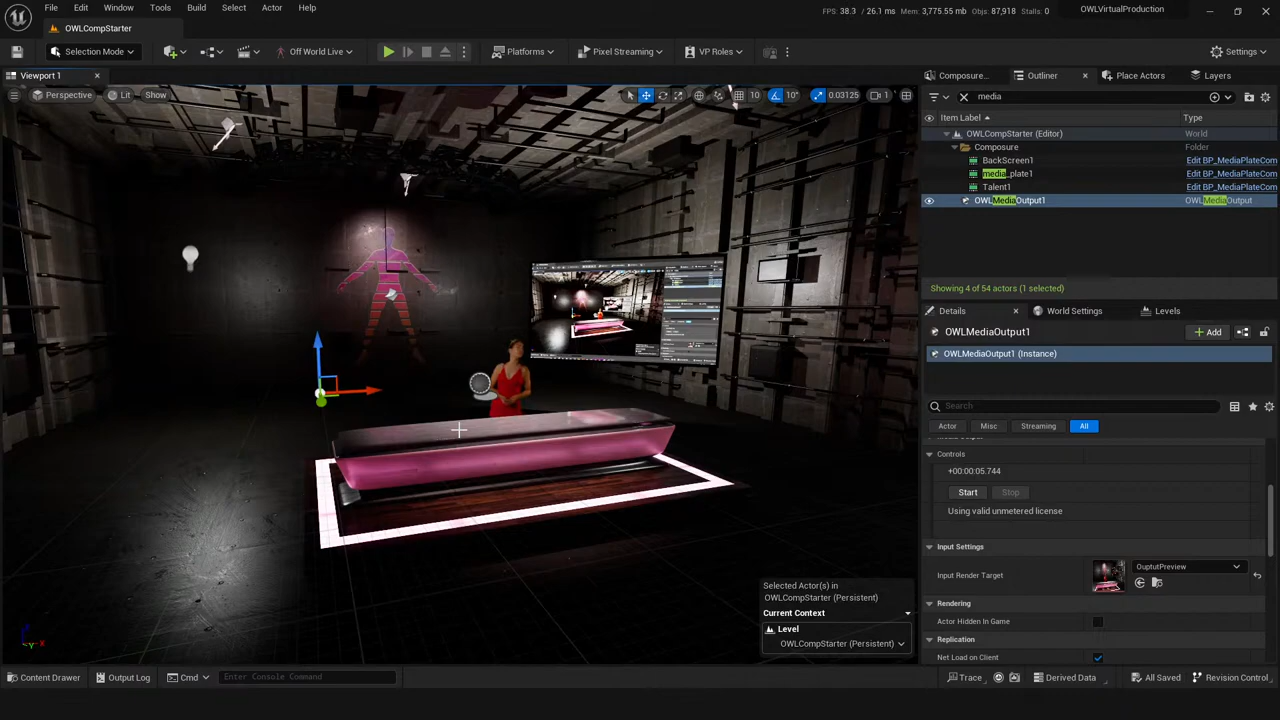 File Edit Window Tools Build Select Actor Help
FPS: 38.3 / 26.1 ms Mem: 3,775.55 mb Objs: 87,918 Stalls: 0
OWLVirtualProduction
OWLCompStarter
Selection Mode
Off World Live
Platforms
Pixel Streaming
VP Roles
Settings
Viewport 1
Perspective
Lit
Show
10
10°
0.03125
1
Composure...
Outliner
Place Actors
Layers
media
Item Label
Type
OWLCompStarter (Editor) World
Composure Folder
BackScreen1 Edit BP_MediaPlateCom
media_plate1 Edit BP_MediaPlateCom
Talent1 Edit BP_MediaPlateCom
OWLMediaOutput1 OWLMediaOutput
Showing 4 of 54 actors (1 selected)
Details
World Settings
Levels
OWLMediaOutput1
Add
OWLMediaOutput1 (Instance)
Search
Actor Misc Streaming All
Controls
+00:00:05.744
Start Stop
Using valid unmetered license
Input Settings
Input Render Target
OuptutPreview
Rendering
Actor Hidden In Game
Replication
Net Load on Client
Selected Actor(s) in
OWLCompStarter (Persistent)
Current Context
Level
OWLCompStarter (Persistent)
Content Drawer
Output Log
Cmd
Enter Console Command
Trace
Derived Data
All Saved
Revision Control